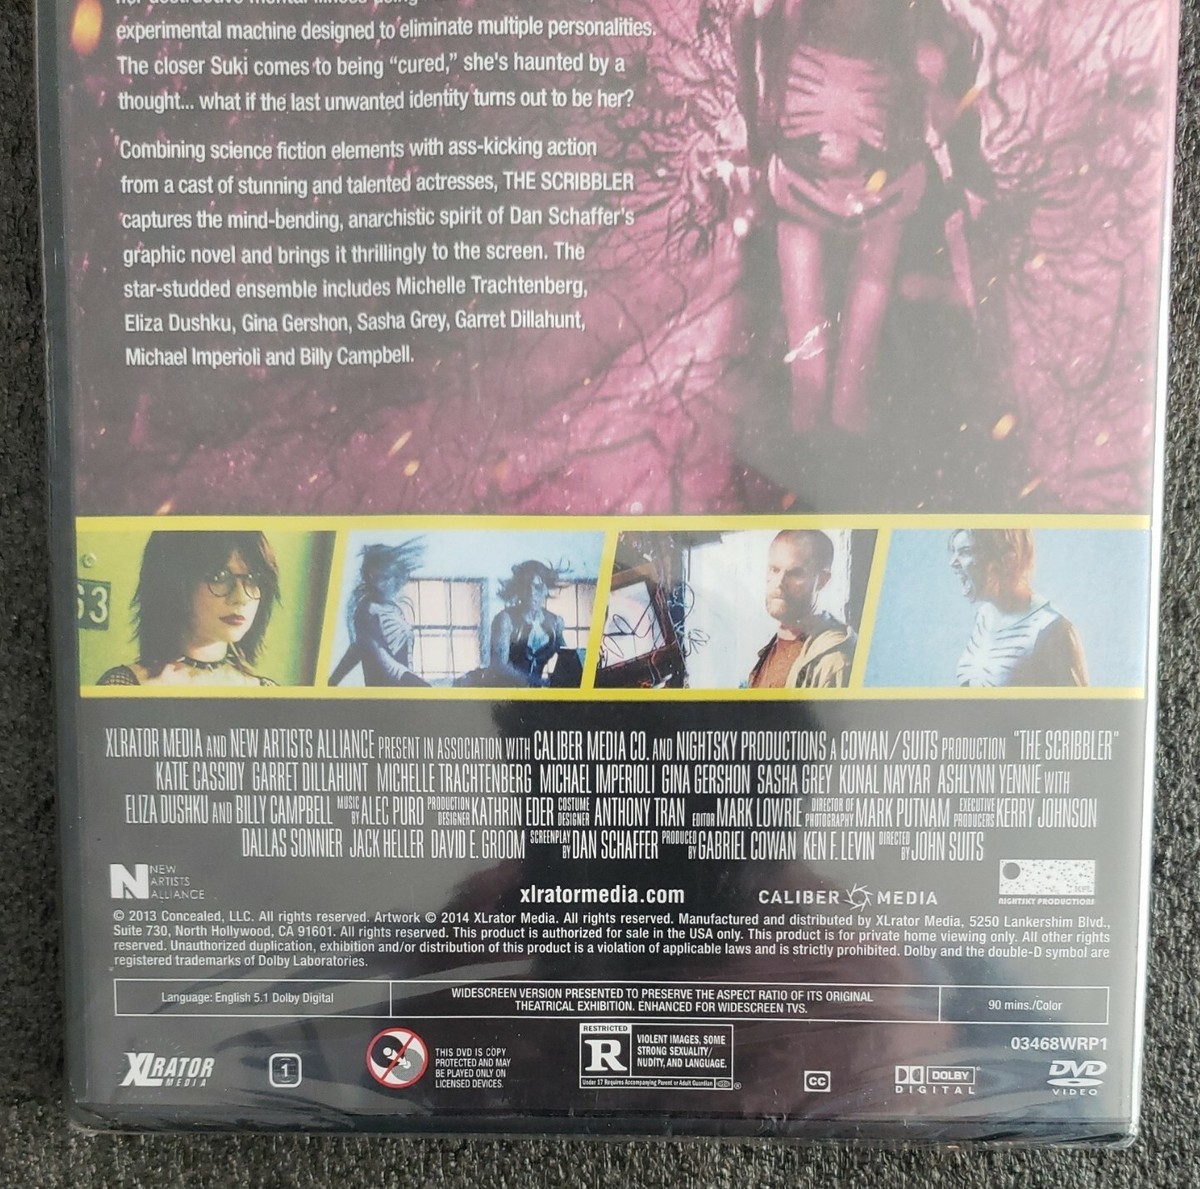 her destructive mental illness using
experimental machine designed to eliminate multiple personalities.
The closer Suki comes to being “cured,” she's haunted by a
thought... what if the last unwanted identity turns out to be her?
Combining science fiction elements with ass-kicking action
from a cast of stunning and talented actresses, THE SCRIBBLER
captures the mind-bending, anarchistic spirit of Dan Schaffer's
graphic novel and brings it thrillingly to the screen. The
star-studded ensemble includes Michelle Trachtenberg,
Eliza Dushku, Gina Gershon, Sasha Grey, Garret Dillahunt,
Michael Imperioli and Billy Campbell.
63
XLRATOR MEDIA AND NEW ARTISTS ALLIANCE PRESENT IN ASSOCIATION WITH CALIBER MEDIA CO. AND NIGHTSKY PRODUCTIONS A COWAN/SUITS PRODUCTION "THE SCRIBBLER"
KATIE CASSIDY GARRET DILLAHUNT MICHELLE TRACHTENBERG MICHAEL IMPERIOLI GINA GERSHON SASHA GREY KUNAL NAYYAR ASHLYNN YENNIE WITH
ELIZA DUSHKU AND BILLY CAMPBELL MUSIC BY ALEC PURO PRODUCTION DESIGNER KATHRIN EDER COSTUME DESIGNER ANTHONY TRAN EDITOR MARK LOWRIE DIRECTOR OF PHOTOGRAPHY MARK PUTNAM EXECUTIVE PRODUCERS KERRY JOHNSON
DALLAS SONNIER JACK HELLER DAVID E. GROOM SCREENPLAY BY DAN SCHAFFER PRODUCED BY GABRIEL COWAN KEN F. LEVIN DIRECTED BY JOHN SUITS
N NEW
ARTISTS
ALLIANCE
xlratormedia.com
CALIBER MEDIA
NIGHTSKY PRODUCTIONS
© 2013 Concealed, LLC. All rights reserved. Artwork © 2014 XLrator Media. All rights reserved. Manufactured and distributed by XLrator Media, 5250 Lankershim Blvd.,
Suite 730, North Hollywood, CA 91601. All rights reserved. This product is authorized for sale in the USA only. This product is for private home viewing only. All other rights
reserved. Unauthorized duplication, exhibition and/or distribution of this product is a violation of applicable laws and is strictly prohibited. Dolby and the double-D symbol are
registered trademarks of Dolby Laboratories.
Language: English 5.1 Dolby Digital
WIDESCREEN VERSION PRESENTED TO PRESERVE THE ASPECT RATIO OF ITS ORIGINAL
THEATRICAL EXHIBITION. ENHANCED FOR WIDESCREEN TVS.
90 mins./Color
03468WRP1
XLRATOR
MEDIA
1
THIS DVD IS COPY
PROTECTED AND MAY
BE PLAYED ONLY ON
LICENSED DEVICES.
RESTRICTED
R
VIOLENT IMAGES, SOME
STRONG SEXUALITY/
NUDITY, AND LANGUAGE.
Under 17 Requires Accompanying Parent or Adult Guardian
®
CC
DOLBY
DIGITAL
DVD
VIDEO